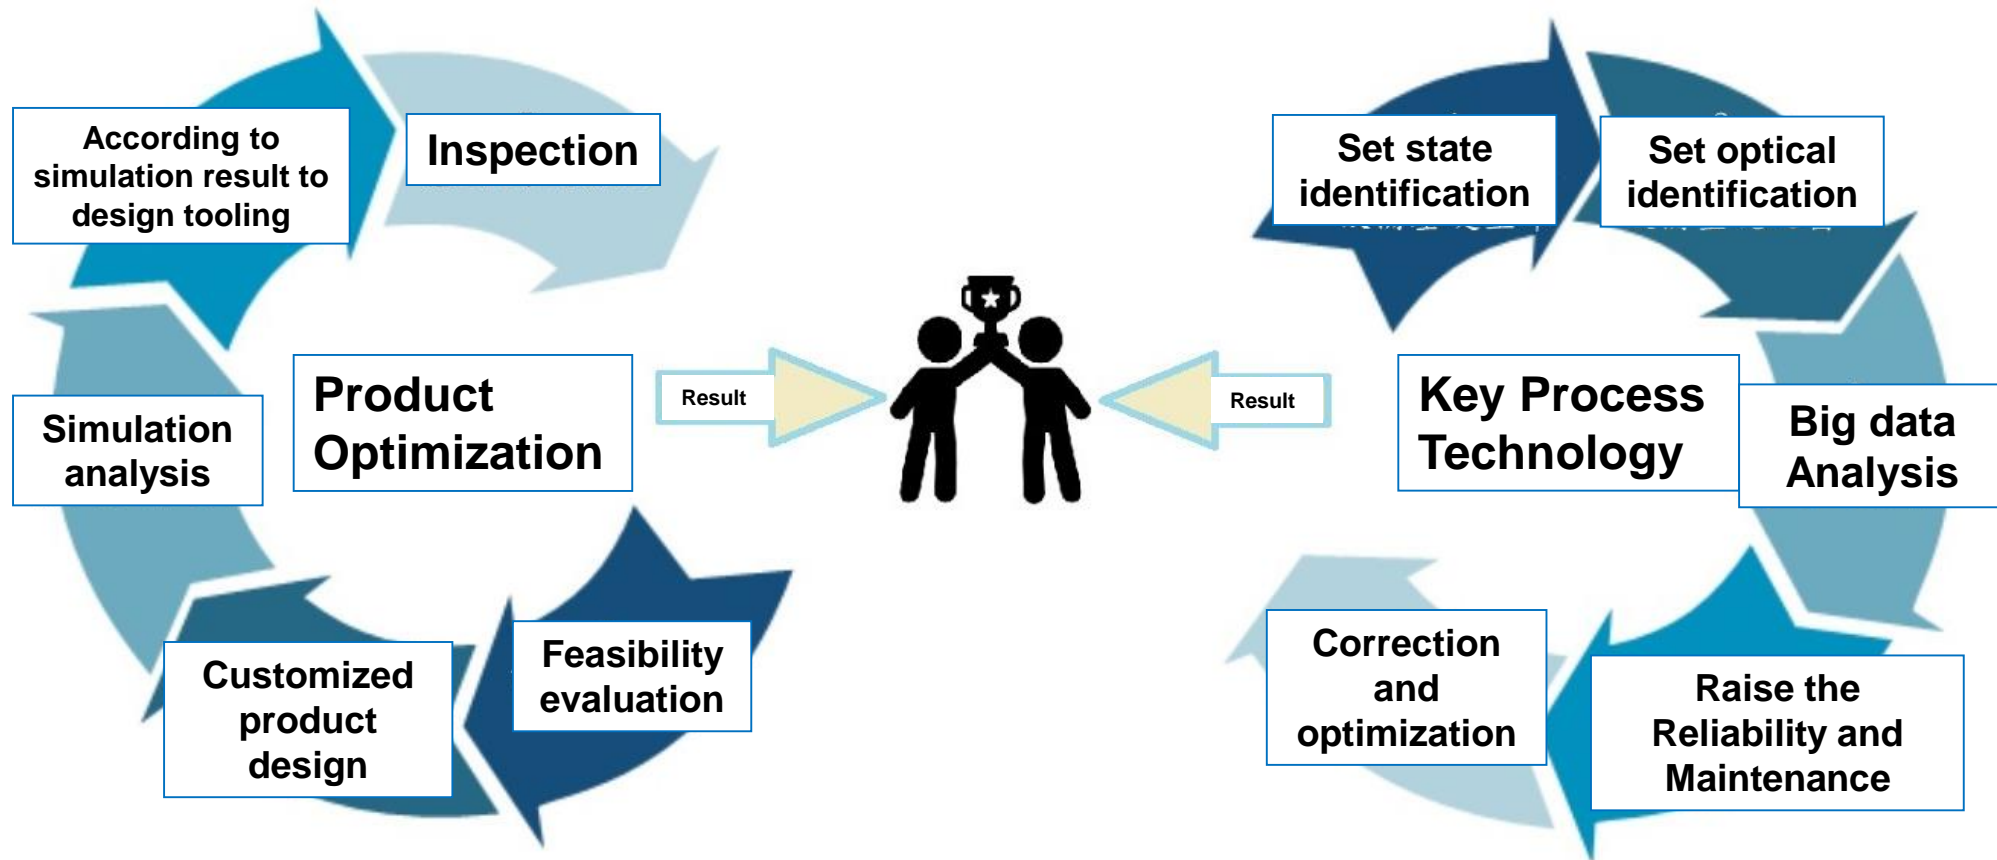 According to
simulation result to
design tooling
Inspection
Simulation
analysis
Product
Optimization
Customized
product
design
Feasibility
evaluation
Result
Result
Set state
identification
Set optical
identification
Key Process
Technology
Big data
Analysis
Raise the
Reliability and
Maintenance
Correction
and
optimization